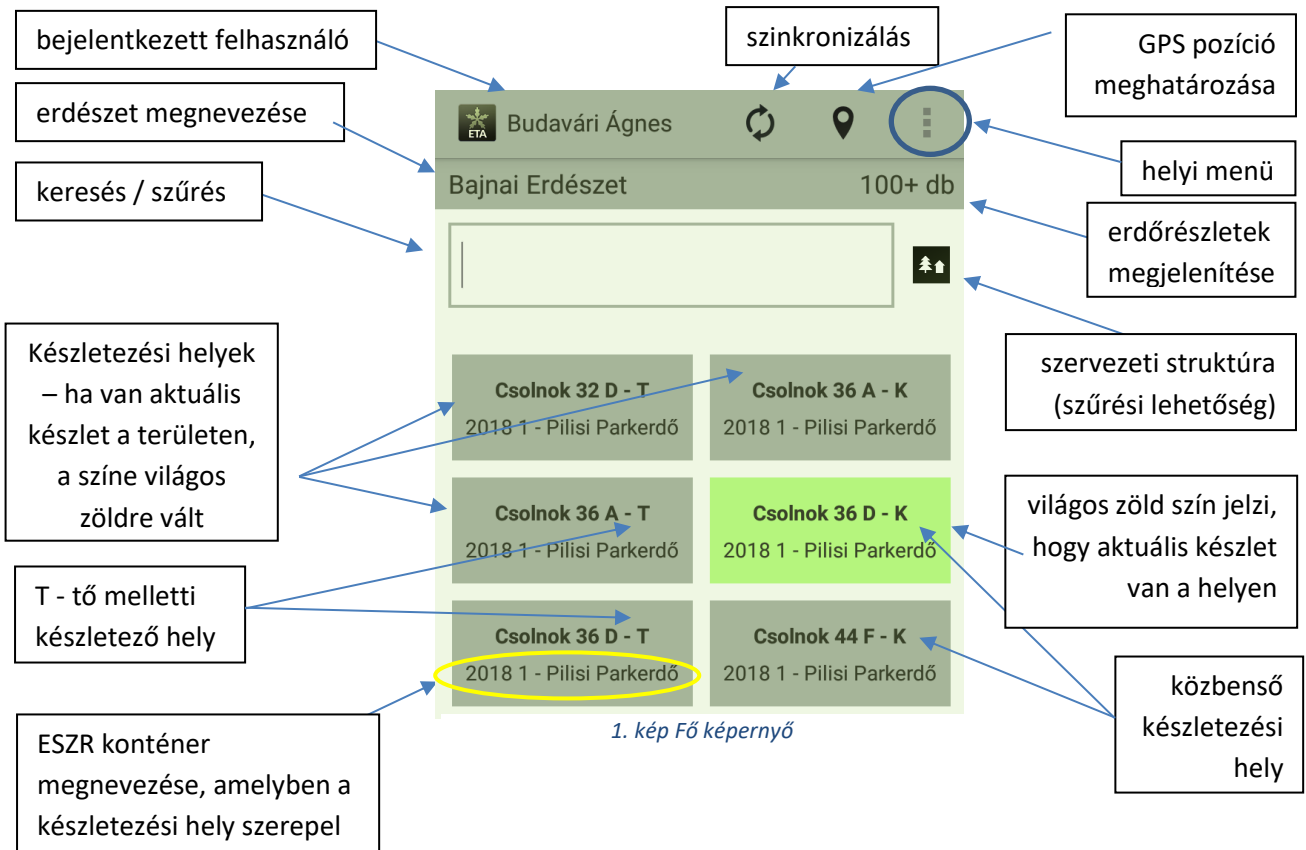 bejelentkezett felhasználó
szinkronizálás
GPS pozíció
meghatározása
erdészet megnevezése
keresés / szűrés
ETA
Budavári Ágnes
helyi menü
Bajnai Erdészet 100+ db
erdőrészletek
megjelenítése
szervezeti struktúra
(szűrési lehetőség)
Készletezési helyek
– ha van aktuális
készlet a területen,
a színe világos
zöldre vált
Csolnok 32 D - T
2018 1 - Pilisi Parkerdő
Csolnok 36 A - K
2018 1 - Pilisi Parkerdő
Csolnok 36 A - T
2018 1 - Pilisi Parkerdő
Csolnok 36 D - K
2018 1 - Pilisi Parkerdő
világos zöld szín jelzi,
hogy aktuális készlet
van a helyen
T - tő melletti
készletező hely
Csolnok 36 D - T
2018 1 - Pilisi Parkerdő
Csolnok 44 F - K
2018 1 - Pilisi Parkerdő
közbenső
készletezési
hely
ESZR konténer
megnevezése, amelyben a
készletezési hely szerepel
1. kép Fő képernyő